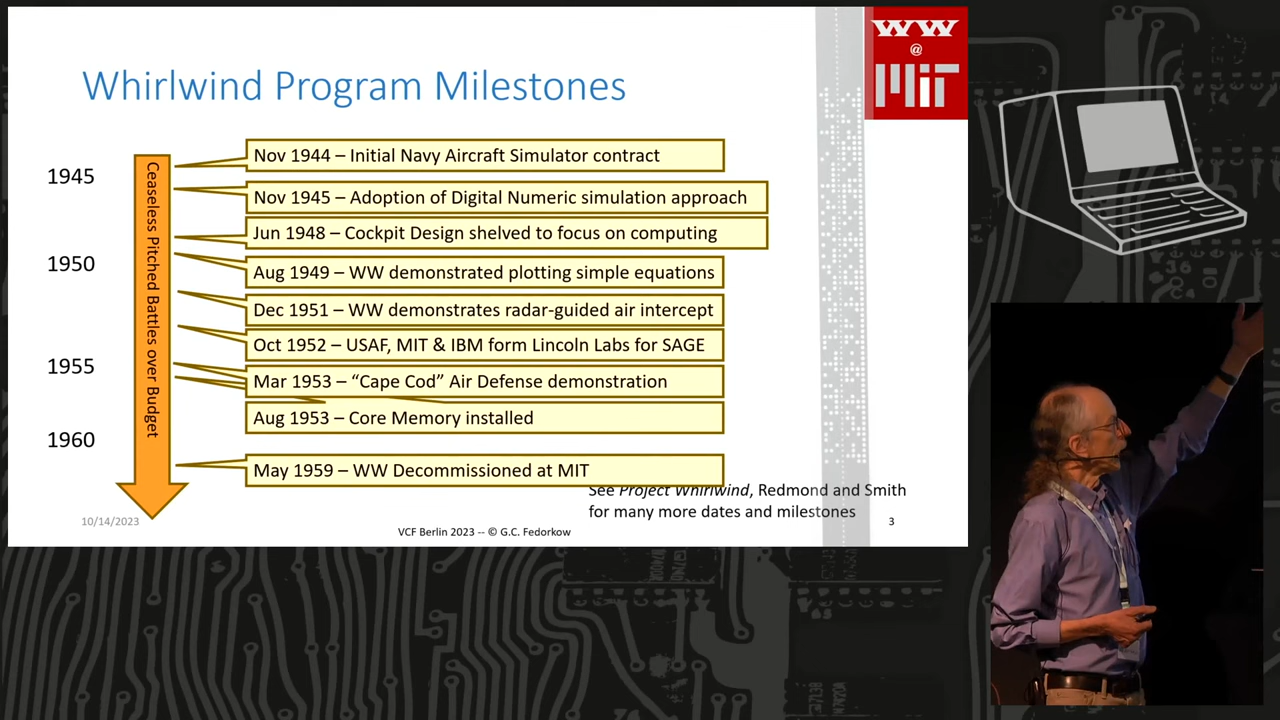 Whirlwind Program Milestones
WW
@
MIT
1945
1950
1955
1960
Ceaseless Pitched Battles over Budget
Nov 1944 – Initial Navy Aircraft Simulator contract
Nov 1945 – Adoption of Digital Numeric simulation approach
Jun 1948 – Cockpit Design shelved to focus on computing
Aug 1949 – WW demonstrated plotting simple equations
Dec 1951 – WW demonstrates radar-guided air intercept
Oct 1952 – USAF, MIT & IBM form Lincoln Labs for SAGE
Mar 1953 – “Cape Cod” Air Defense demonstration
Aug 1953 – Core Memory installed
May 1959 – WW Decommissioned at MIT
See Project Whirlwind, Redmond and Smith
for many more dates and milestones
10/14/2023
VCF Berlin 2023 -- © G.C. Fedorkow
3